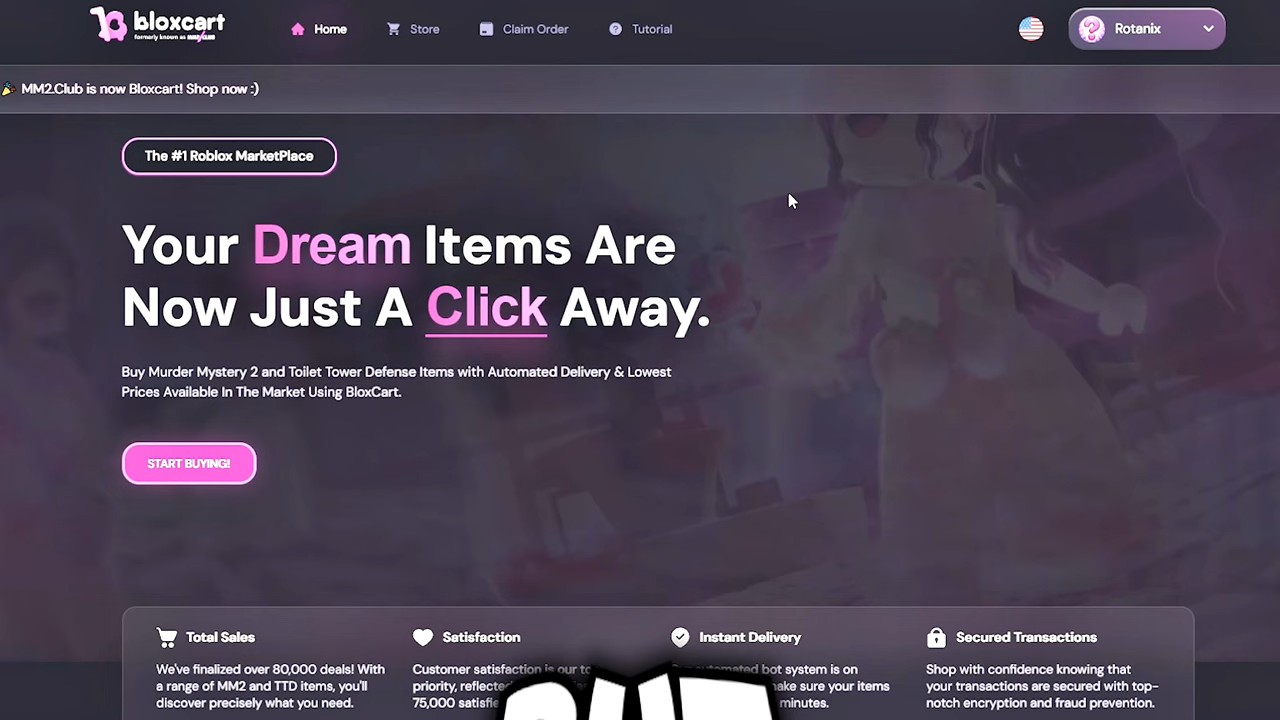 bloxcart
formerly known as MM2.CLUB
Home
Store
Claim Order
Tutorial
Rotanix
MM2.Club is now Bloxcart! Shop now :)
The #1 Roblox MarketPlace
Your Dream Items Are
Now Just A Click Away.
Buy Murder Mystery 2 and Toilet Tower Defense Items with Automated Delivery & Lowest
Prices Available In The Market Using BloxCart.
START BUYING!
Total Sales
We've finalized over 80,000 deals! With
a range of MM2 and TTD items, you'll
discover precisely what you need.
Satisfaction
Customer satisfaction is our to
priority, reflecte
75,000 satisfie
Instant Delivery
automated bot system is on
make sure your items
minutes.
Secured Transactions
Shop with confidence knowing that
your transactions are secured with top-
notch encryption and fraud prevention.